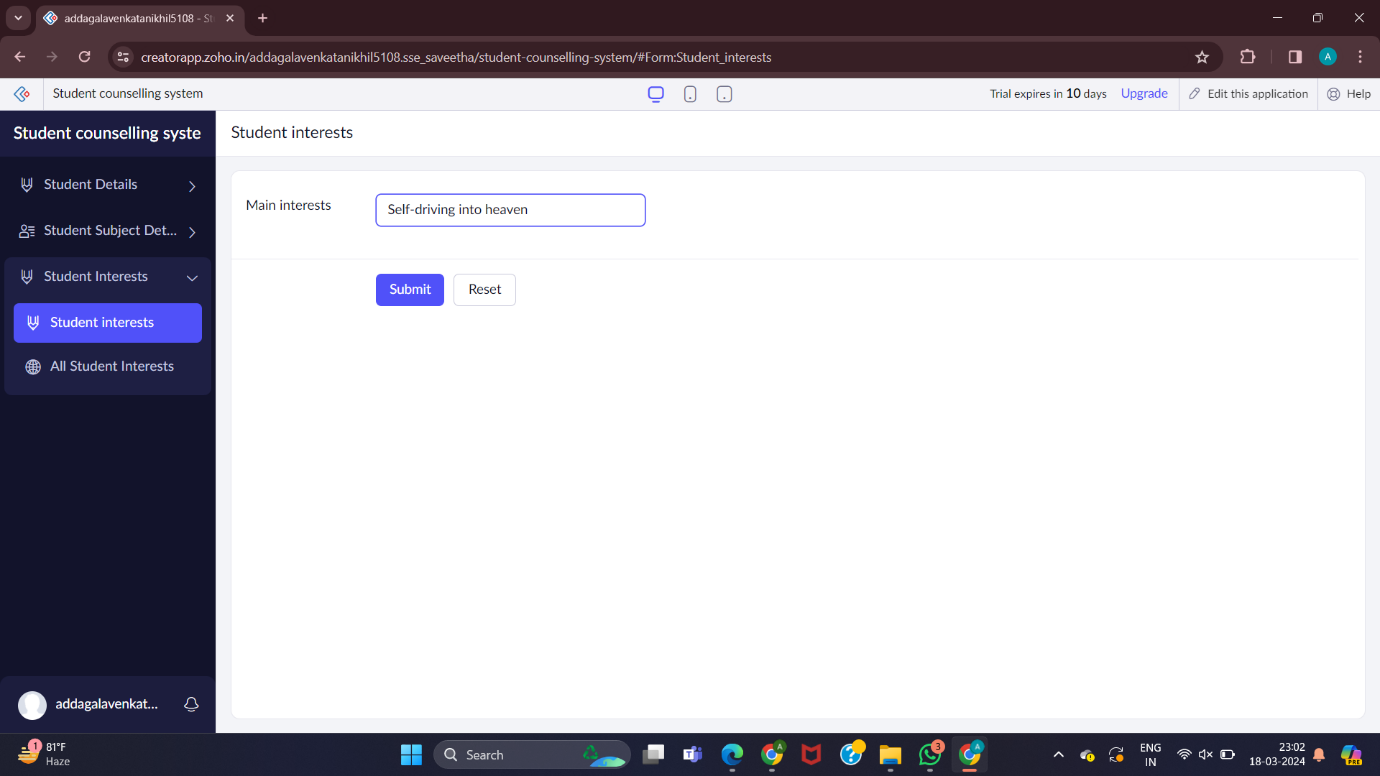 addagalavenkatanikhil5108 - St
creatorapp.zoho.in/addagalavenkatanikhil5108.sse_saveetha/student-counselling-system/#Form:Student_interests
A
Student counselling system
Trial expires in 10 days
Upgrade
Edit this application
Help
Student counselling syste
Student interests
Student Details
Student Subject Det...
Student Interests
Student interests
All Student Interests
Main interests
Self-driving into heaven
Submit
Reset
addagalavenkat...
1
81°F
Haze
Search
A
3
A
ENG
IN
23:02
18-03-2024
PRE